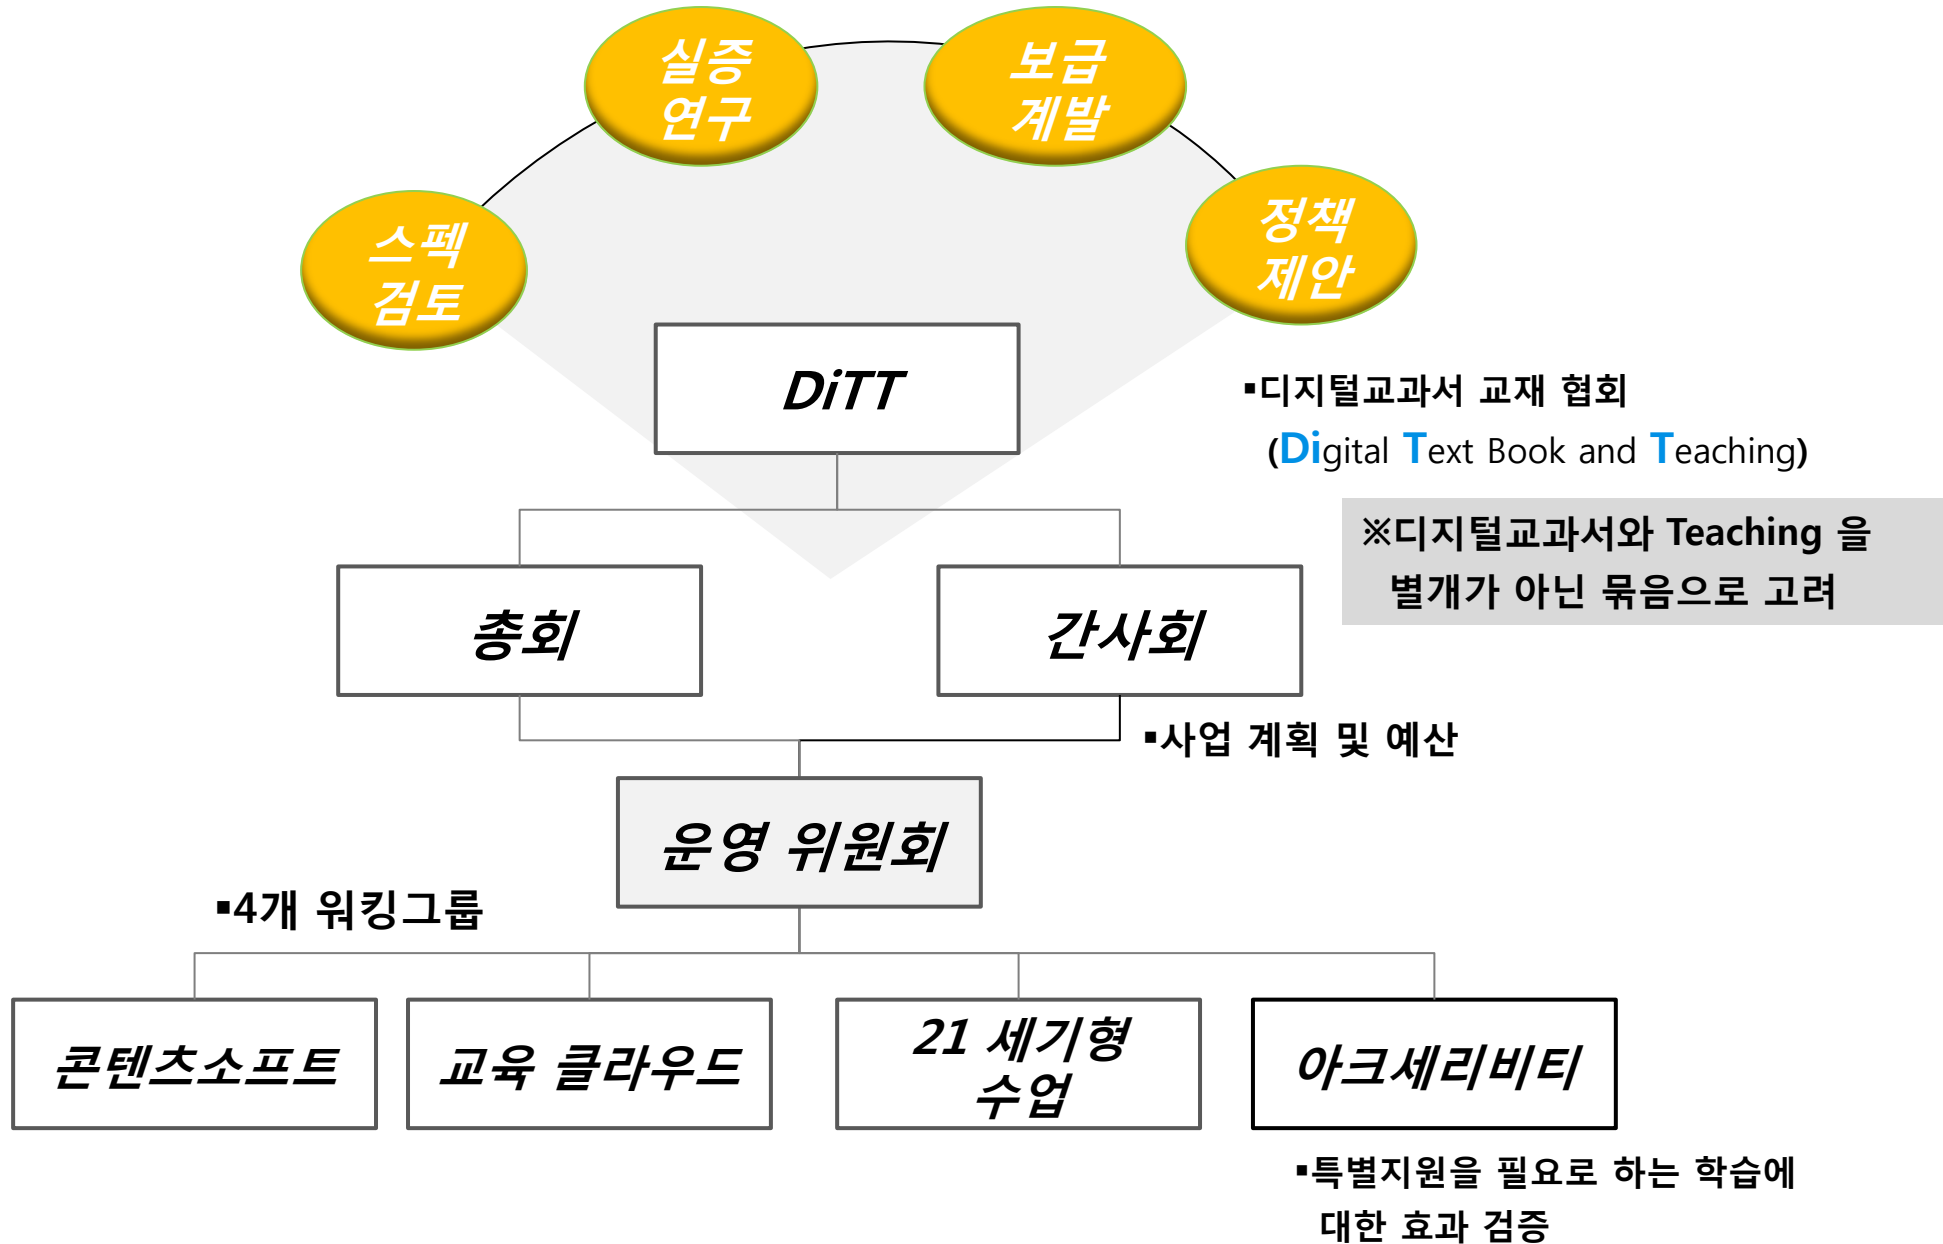 실증
연구
보급
계발
스펙
검토
정책
제안
DiTT
▪디지털교과서 교재 협회
(Digital Text Book and Teaching)
※디지털교과서와 Teaching 을
별개가 아닌 묶음으로 고려
총회
간사회
▪사업 계획 및 예산
운영 위원회
▪4개 워킹그룹
콘텐츠소프트
교육 클라우드
21 세기형
수업
아크세리비티
▪특별지원을 필요로 하는 학습에
대한 효과 검증